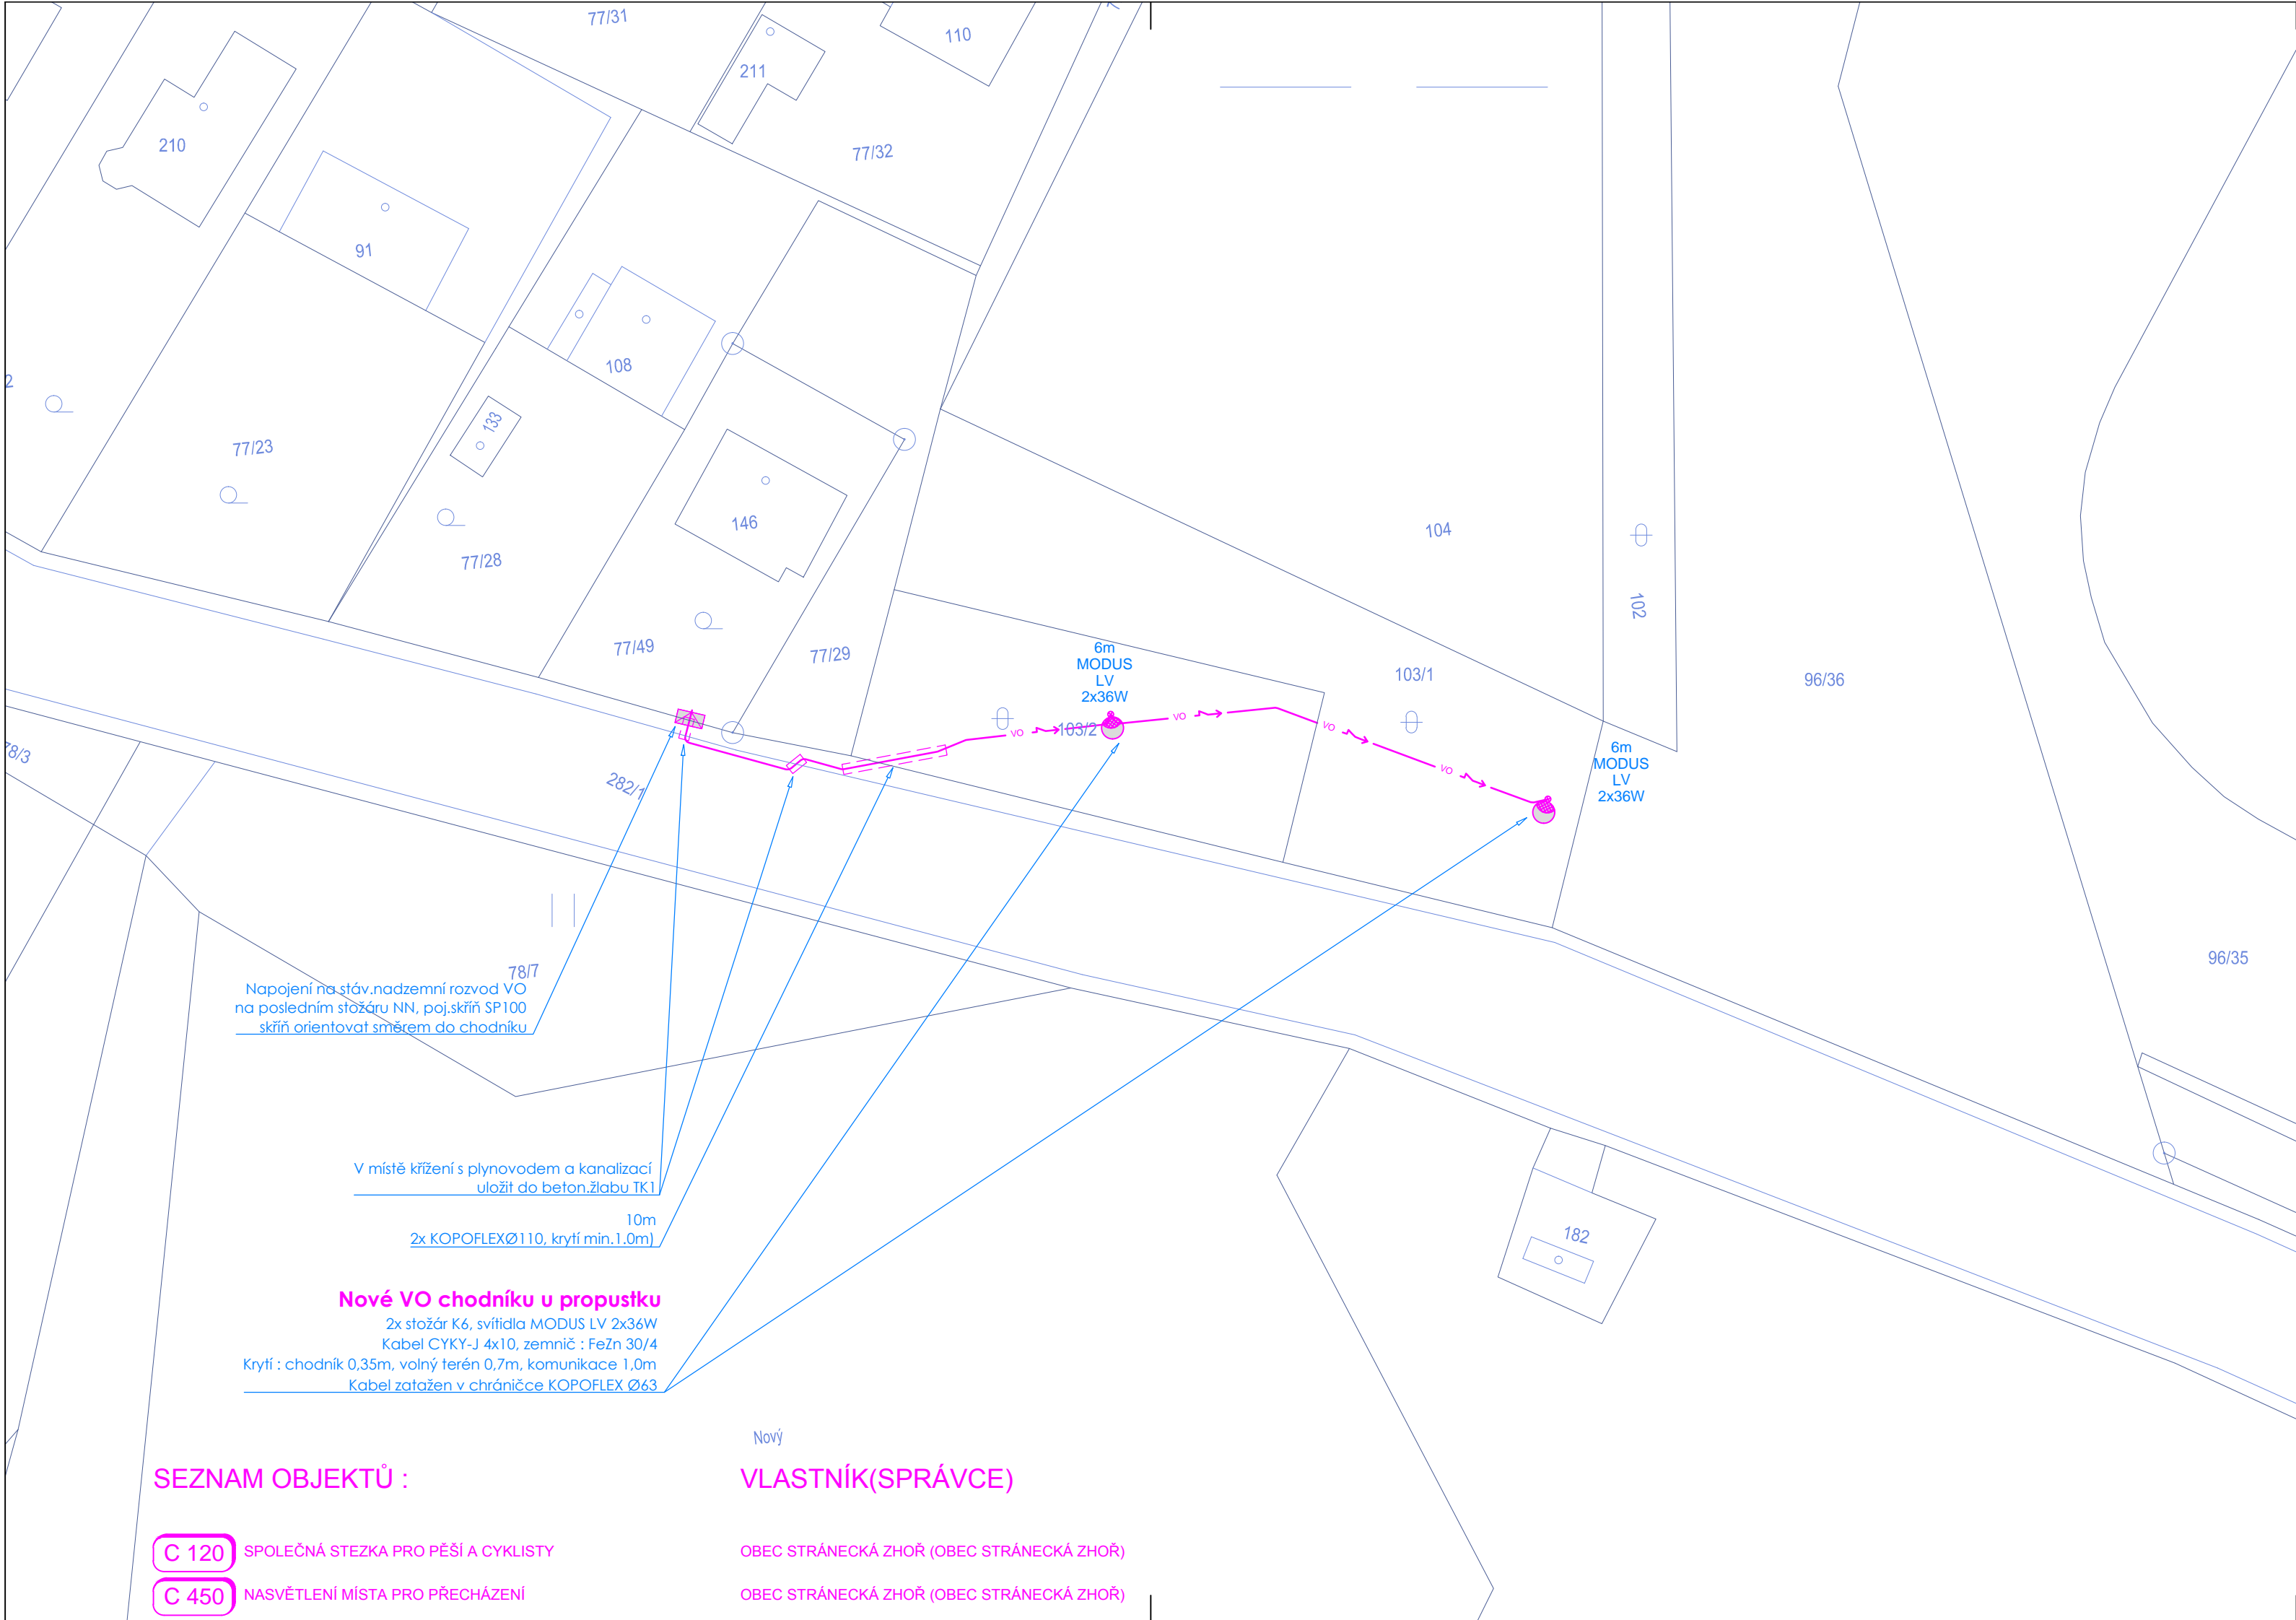 77/31
110
211
210
77/32
91
108
2
133
77/23
146
104
77/28
102
77/49
77/29
6m
MODUS
LV
2x36W
103/1
96/36
VO
VO
103/2
VO
VO
6m
MODUS
LV
2x36W
78/3
282/1
96/35
78/7
Napojení na stáv.nadzemní rozvod VO
na posledním stožáru NN, poj.skříň SP100
skříň orientovat směrem do chodníku
V místě křížení s plynovodem a kanalizací
uložit do beton.žlabu TK1
10m
2x KOPOFLEXØ110, krytí min.1.0m)
182
Nové VO chodníku u propustku
2x stožár K6, svítidla MODUS LV 2x36W
Kabel CYKY-J 4x10, zemnič : FeZn 30/4
Krytí : chodník 0,35m, volný terén 0,7m, komunikace 1,0m
Kabel zatažen v chráničce KOPOFLEX Ø63
Nový
SEZNAM OBJEKTŮ :
VLASTNÍK(SPRÁVCE)
C 120 SPOLEČNÁ STEZKA PRO PĚŠÍ A CYKLISTY
OBEC STRÁNECKÁ ZHOŘ (OBEC STRÁNECKÁ ZHOŘ)
C 450 NASVĚTLENÍ MÍSTA PRO PŘECHÁZENÍ
OBEC STRÁNECKÁ ZHOŘ (OBEC STRÁNECKÁ ZHOŘ)